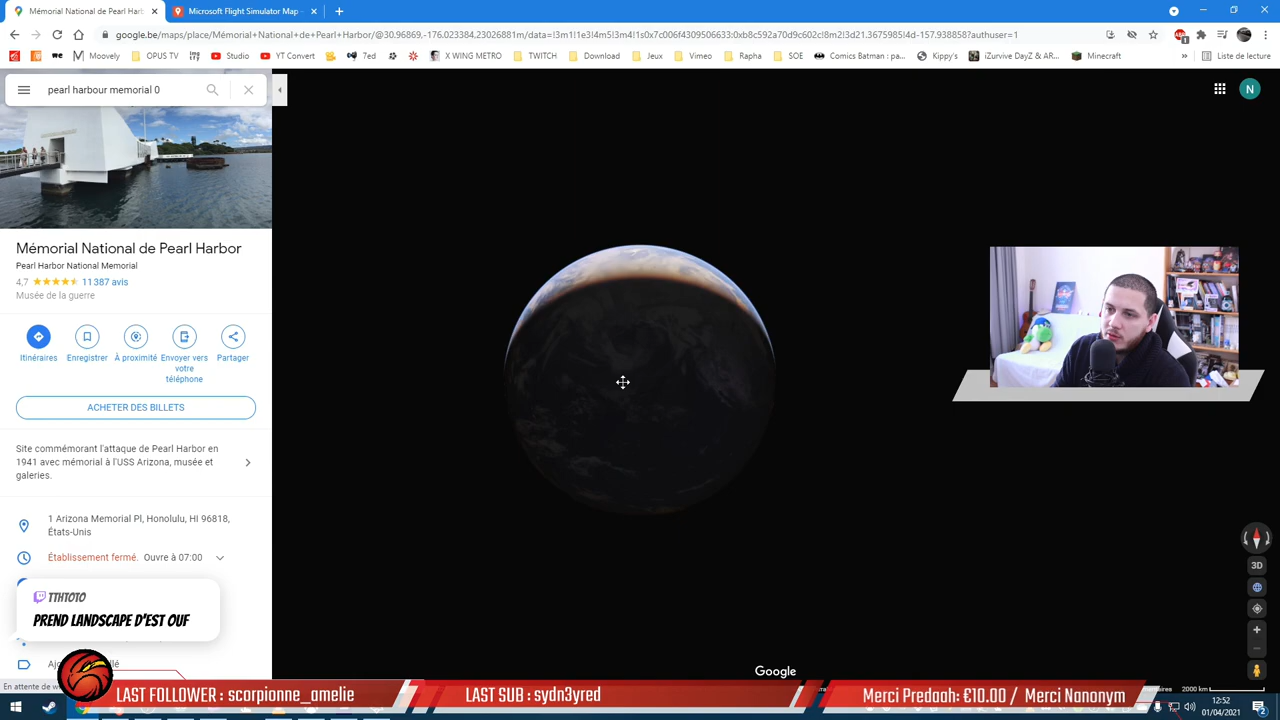 Mémorial National de Pearl Harb
Microsoft Flight Simulator Map -
google.be/maps/place/Mémorial+National+de+Pearl+Harbor/@30.96869,-176.023384,23026881m/data=!3m1!1e3!4m5!3m4!1s0x7c006f4309506633:0xb8c592a70d9c602c!8m2!3d21.3675985!4d-157.938858?authuser=1
Moovely
OPUS TV
Studio
YT Convert
7ed
X WING METRO
TWITCH
Download
Jeux
Vimeo
Rapha
SOE
Comics Batman : pa...
Kippy's
iZurvive DayZ & AR...
Minecraft
»
Liste de lecture
pearl harbour memorial 0
N
Mémorial National de Pearl Harbor
Pearl Harbor National Memorial
4,7
11 387 avis
Musée de la guerre
Itinéraires
Enregistrer
À proximité
Envoyer vers
votre
téléphone
Partager
ACHETER DES BILLETS
Site commémorant l'attaque de Pearl Harbor en
1941 avec mémorial à l'USS Arizona, musée et
galeries.
1 Arizona Memorial Pl, Honolulu, HI 96818,
États-Unis
Établissement fermé. Ouvre à 07:00
TTHTOTO
PREND LANDSCAPE D'EST OUF
3D
Google
2000 km
En attente de
LAST FOLLOWER : scorpionne_amelie
LAST SUB : sydn3yred
Merci Predaah: €10.00 / Merci Nanonym
12:52
01/04/2021
2